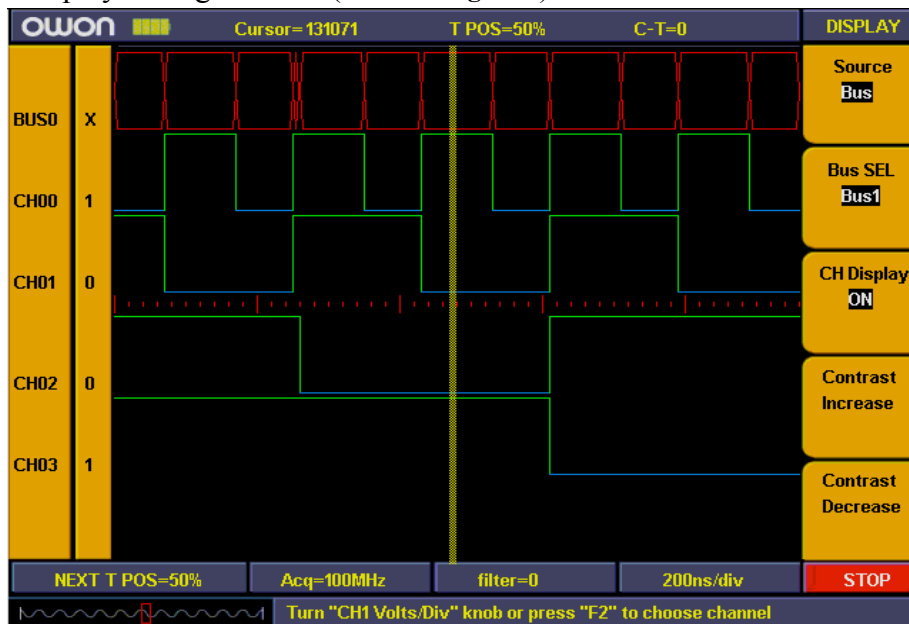 owon Cursor=131071 T POS=50% C-T=0 DISPLAY
Source
Bus
BUS0 X
Bus SEL
Bus1
CH00 1
CH Display
ON
CH01 0
CH02 0
Contrast
Increase
CH03 1
Contrast
Decrease
NEXT T POS=50% Acq=100MHz filter=0 200ns/div STOP
Turn "CH1 Volts/Div" knob or press "F2" to choose channel